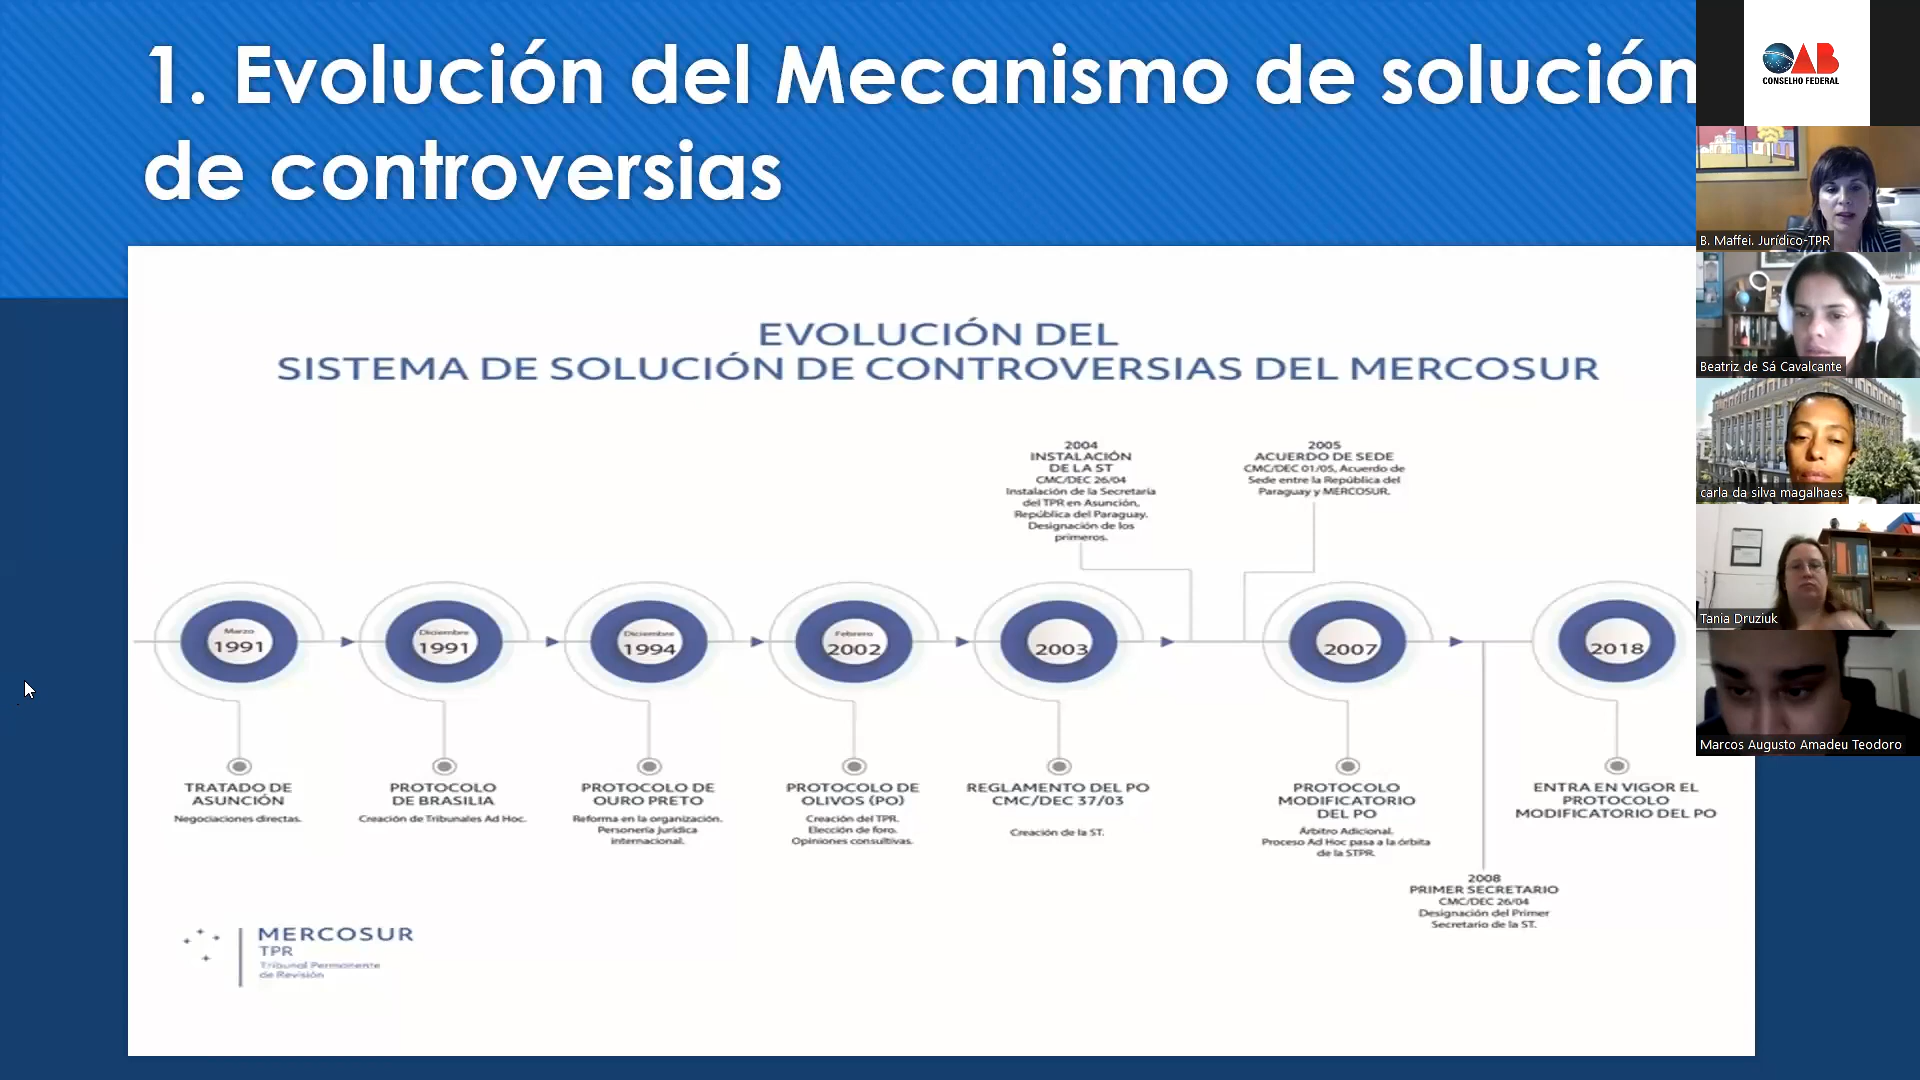 1. Evolución del Mecanismo de solución
de controversias
EVOLUCIÓN DEL
SISTEMA DE SOLUCIÓN DE CONTROVERSIAS DEL MERCOSUR
2004
INSTALACIÓN
DE LA ST
CMC/DEC 26/04
Instalación de la Secretaría
del TPR en Asunción,
República del Paraguay.
Designación de los
primeros.
2005
ACUERDO DE SEDE
CMC/DEC 01/05, Acuerdo de
Sede entre la República del
Paraguay y MERCOSUR.
Marzo
1991
Diciembre
1991
Diciembre
1994
Febrero
2002
2003
2007
2018
TRATADO DE
ASUNCIÓN
Negociaciones directas.
PROTOCOLO
DE BRASILIA
Creación de Tribunales Ad Hoc.
PROTOCOLO DE
OURO PRETO
Reforma en la organización.
Personería jurídica
internacional.
PROTOCOLO DE
OLIVOS (PO)
Creación del TPR.
Elección de foro.
Opiniones consultivas.
REGLAMENTO DEL PO
CMC/DEC 37/03
Creación de la ST.
PROTOCOLO
MODIFICATORIO
DEL PO
Árbitro Adicional.
Proceso Ad Hoc pasa a la órbita
de la STPR.
ENTRA EN VIGOR EL
PROTOCOLO
MODIFICATORIO DEL PO
2008
PRIMER SECRETARIO
CMC/DEC 26/04
Designación del Primer
Secretario de la ST.
MERCOSUR
TPR
Tribunal Permanente
de Revisión
OAB
CONSELHO FEDERAL
B. Maffei. Jurídico-TPR
Beatriz de Sá Cavalcante
carla da silva magalhaes
Tania Druziuk
Marcos Augusto Amadeu Teodoro